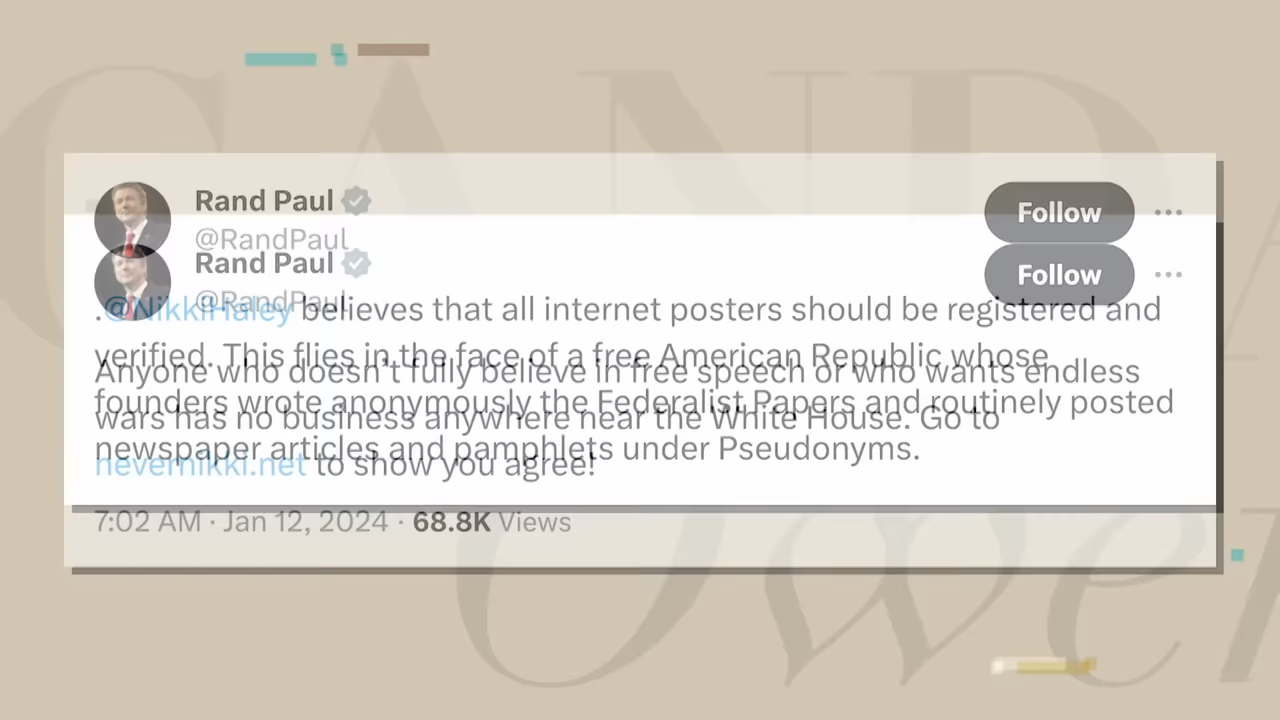 CAND
Rand Paul
@RandPaul
Follow
.@NikkiHaley believes that all internet posters should be registered and
verified. This flies in the face of a free American Republic whose
founders wrote anonymously the Federalist Papers and routinely posted
newspaper articles and pamphlets under Pseudonyms.
Rand Paul
@RandPaul
Follow
Anyone who doesn't fully believe in free speech or who wants endless
wars has no business anywhere near the White House. Go to
nevernikki.net to show you agree!
7:02 AM · Jan 12, 2024 · 68.8K Views
Ower